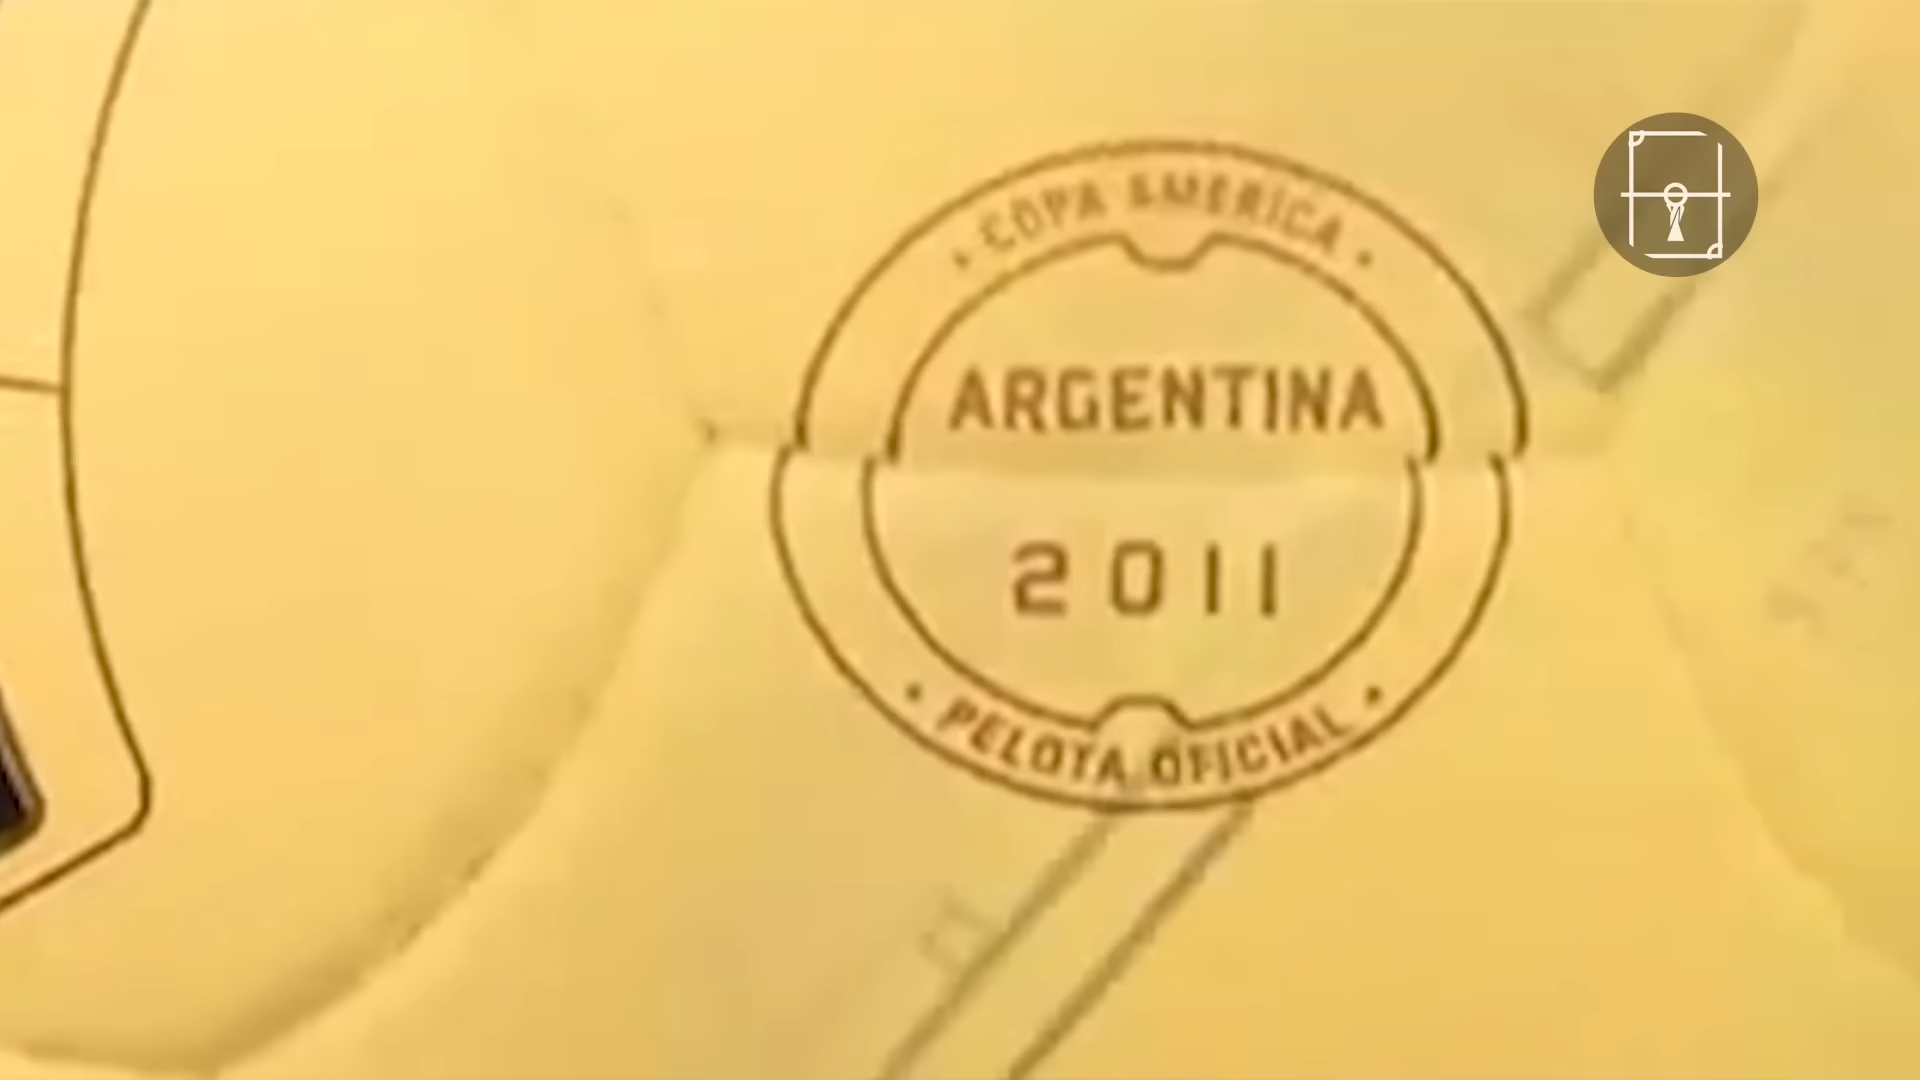 • COPA AMERICA •
ARGENTINA
2011
• PELOTA OFICIAL •